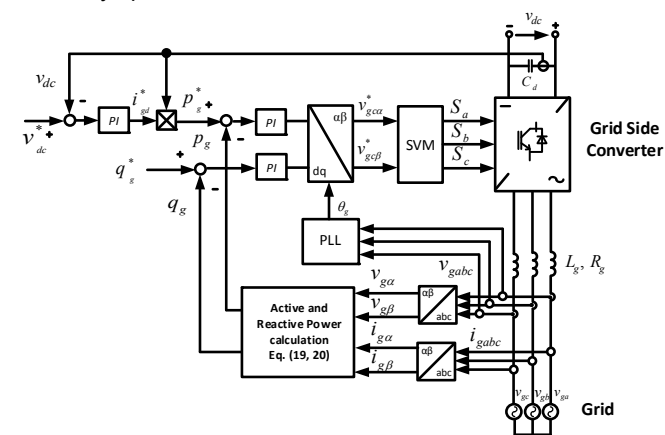 - v_dc +
C_d
v_dc
-
PI
i*_gd
p*_g
+
PI
αβ
dq
v*_gcα
v*_gcβ
SVM
S_a
S_b
S_c
-
~
Grid Side
Converter
v*_dc
+
p_g
-
q*_g
+
PI
-
q_g
θ_g
PLL
v_gabc
L_g, R_g
Active and
Reactive Power
calculation
Eq. (19, 20)
v_gα
v_gβ
i_gα
i_gβ
αβ
abc
αβ
abc
i_gabc
v_gc v_gb v_ga
Grid